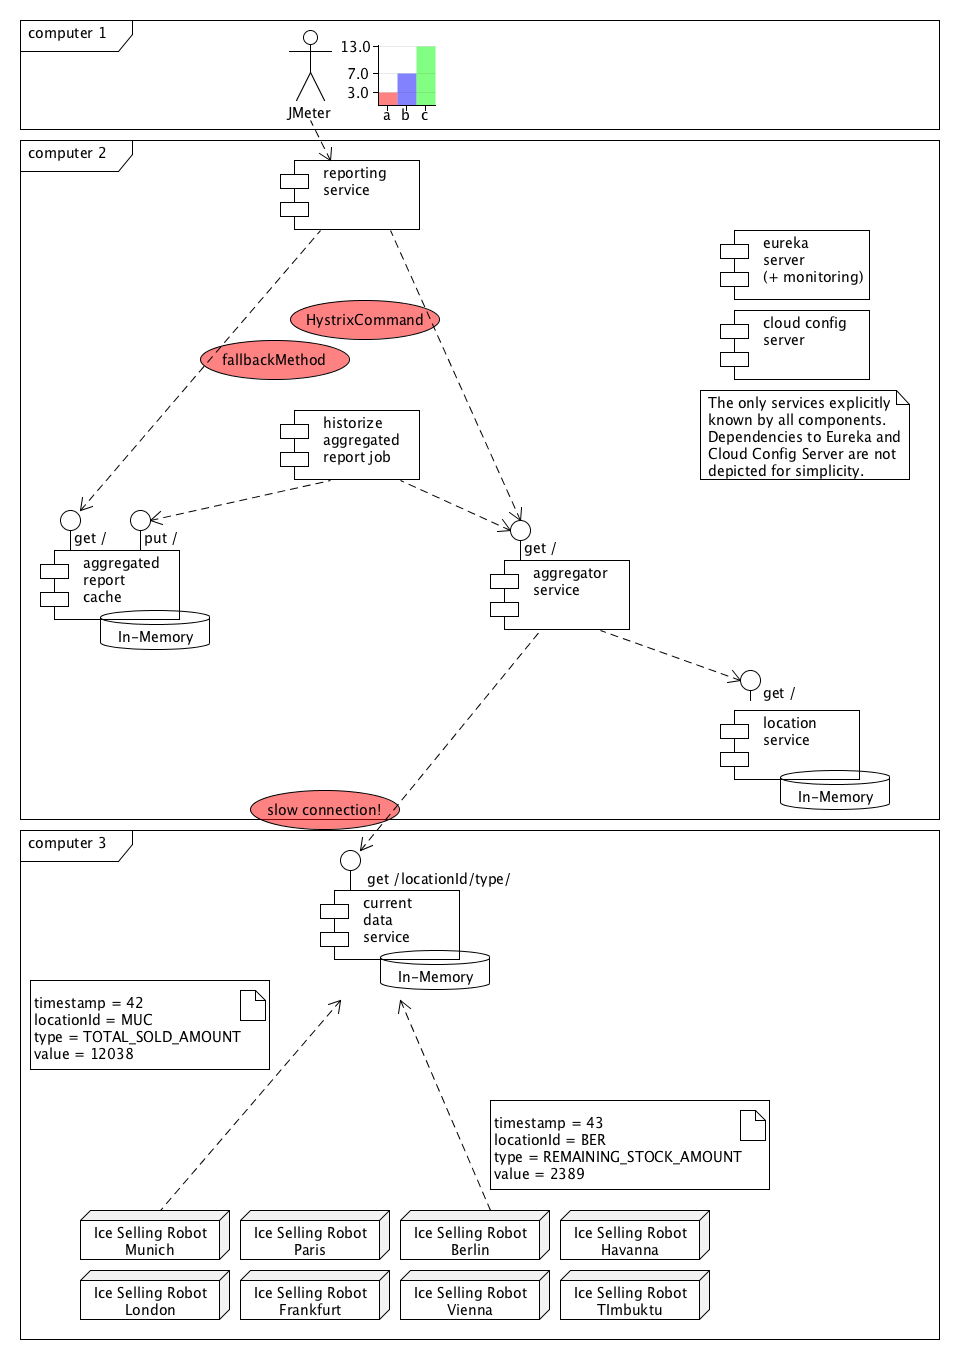 computer 1
13.0
7.0
3.0
a b c
JMeter
computer 2
reporting
service
eureka
server
(+ monitoring)
HystrixCommand
cloud config
server
fallbackMethod
The only services explicitly
known by all components.
Dependencies to Eureka and
Cloud Config Server are not
depicted for simplicity.
historize
aggregated
report job
get /
put /
get /
aggregated
report
cache
In-Memory
aggregator
service
get /
location
service
In-Memory
slow connection!
computer 3
get /locationId/type/
current
data
service
In-Memory
timestamp = 42
locationId = MUC
type = TOTAL_SOLD_AMOUNT
value = 12038
timestamp = 43
locationId = BER
type = REMAINING_STOCK_AMOUNT
value = 2389
Ice Selling Robot
Munich
Ice Selling Robot
Paris
Ice Selling Robot
Berlin
Ice Selling Robot
Havanna
Ice Selling Robot
London
Ice Selling Robot
Frankfurt
Ice Selling Robot
Vienna
Ice Selling Robot
TImbuktu